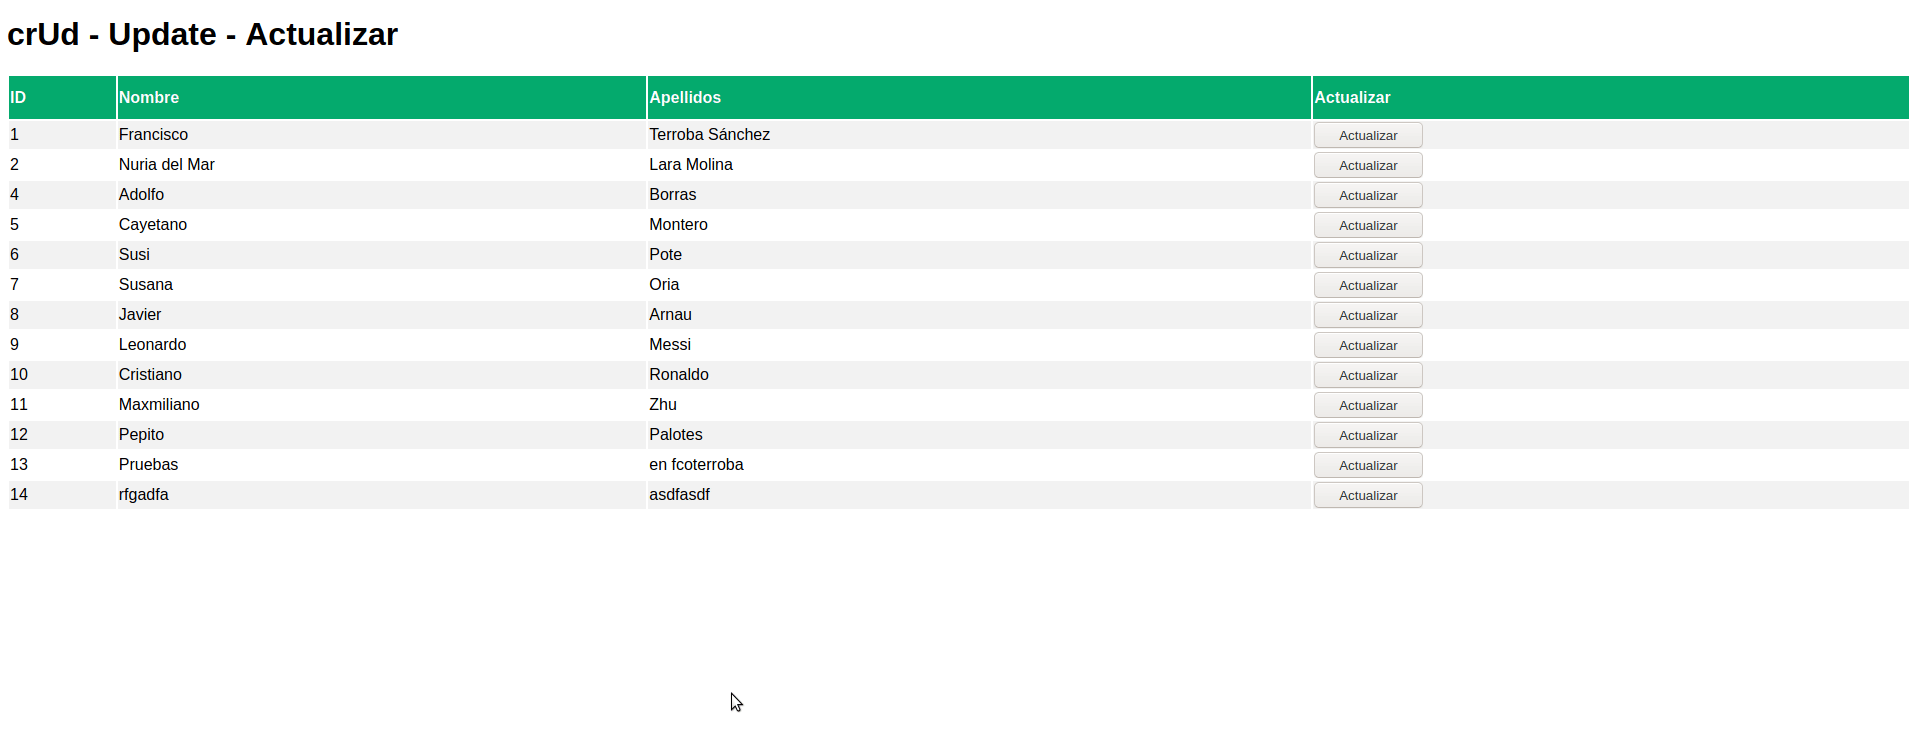 crUd - Update - Actualizar
ID Nombre Apellidos Actualizar
1 Francisco Terroba Sánchez Actualizar
2 Nuria del Mar Lara Molina Actualizar
4 Adolfo Borras Actualizar
5 Cayetano Montero Actualizar
6 Susi Pote Actualizar
7 Susana Oria Actualizar
8 Javier Arnau Actualizar
9 Leonardo Messi Actualizar
10 Cristiano Ronaldo Actualizar
11 Maxmiliano Zhu Actualizar
12 Pepito Palotes Actualizar
13 Pruebas en fcoterroba Actualizar
14 rfgadfa asdfasdf Actualizar